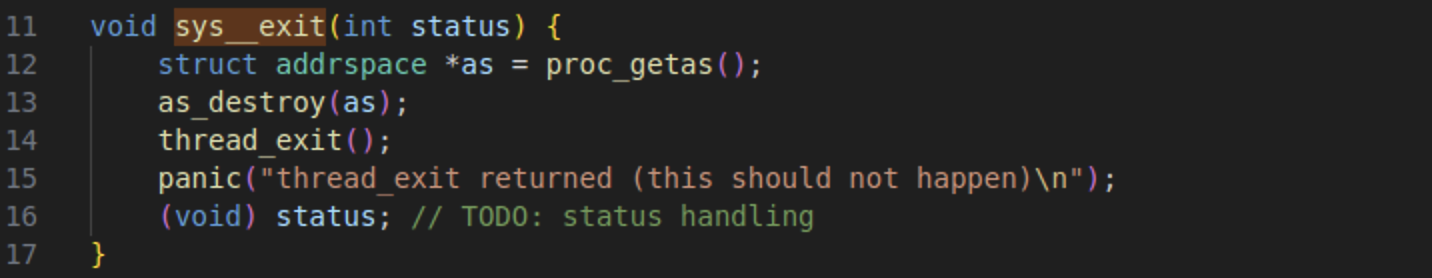 11 void sys__exit(int status) {
12     struct addrspace *as = proc_getas();
13     as_destroy(as);
14     thread_exit();
15     panic("thread_exit returned (this should not happen)\n");
16     (void) status; // TODO: status handling
17 }